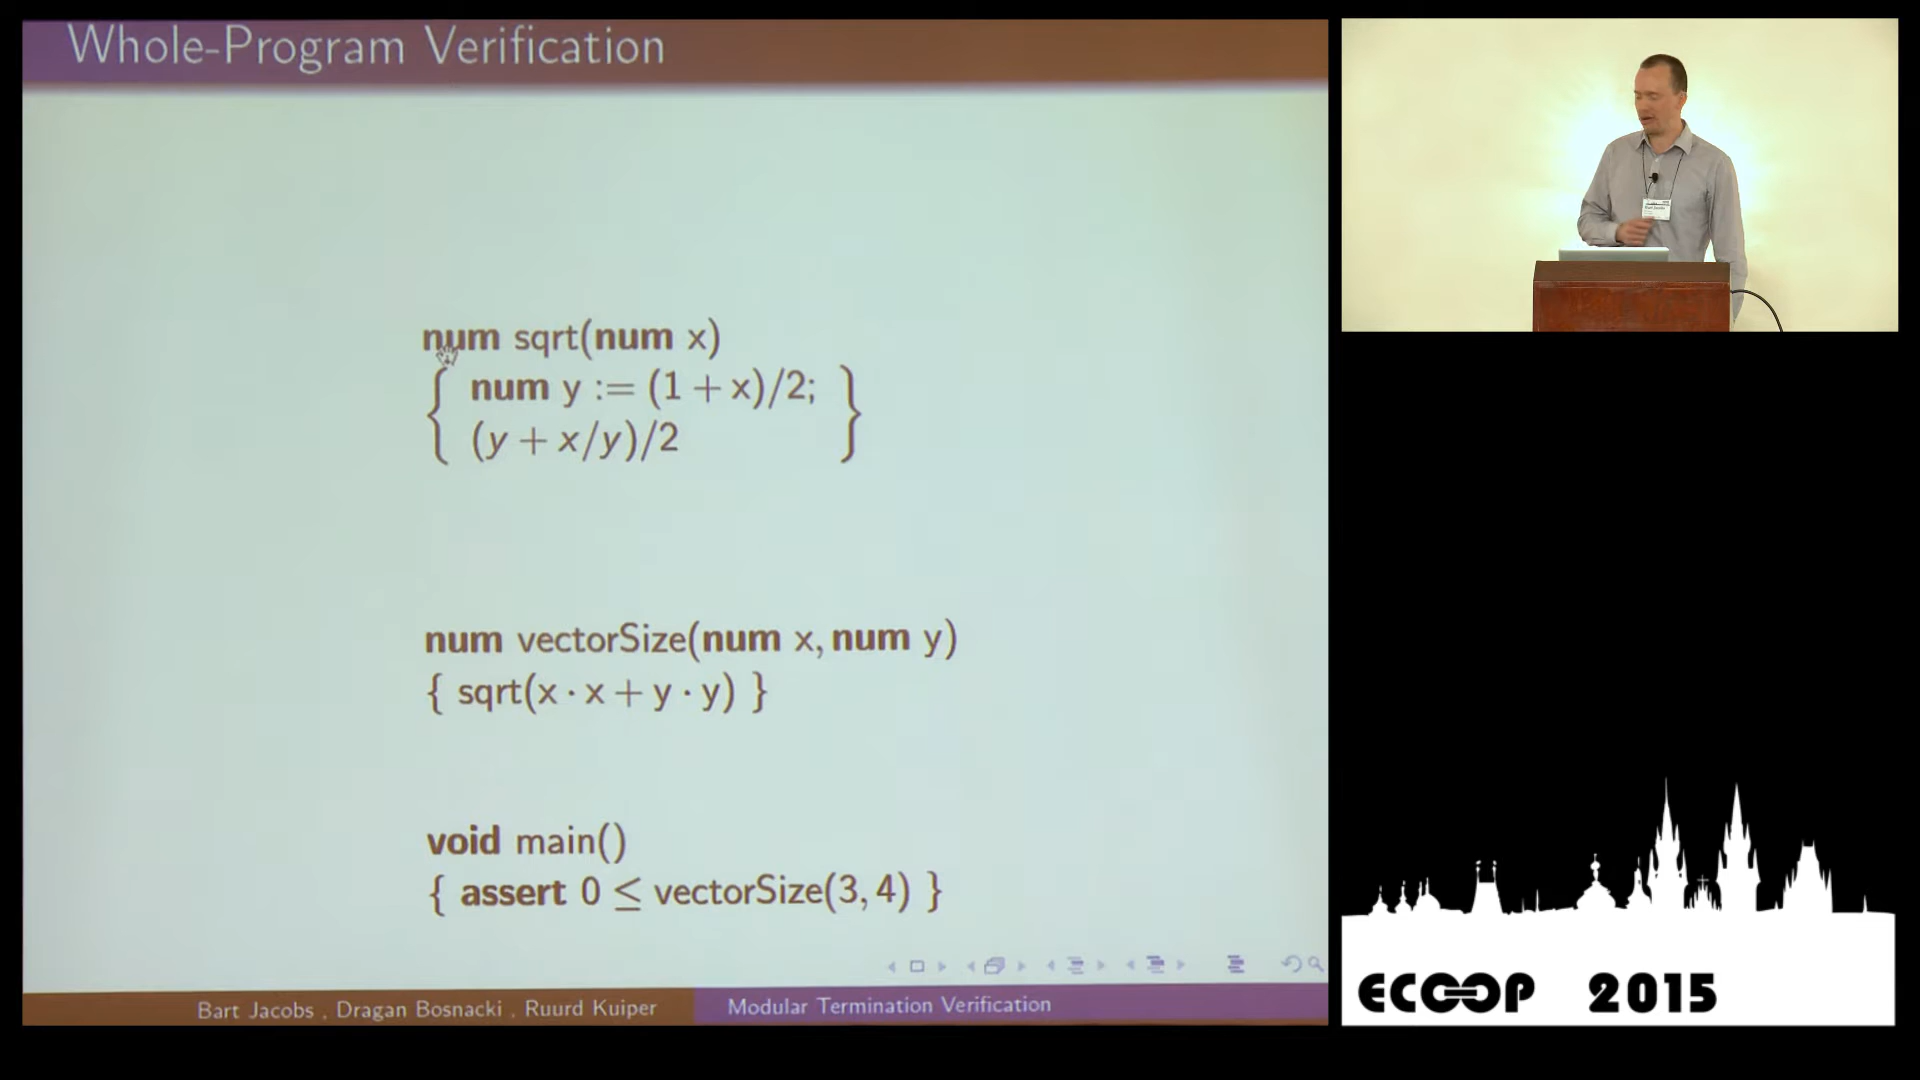 Whole-Program Verification
num sqrt(num x)
{ num y := (1 + x)/2; }
(y + x/y)/2
num vectorSize(num x, num y)
{ sqrt(x · x + y · y) }
void main()
{ assert 0 ≤ vectorSize(3, 4) }
Bart Jacobs , Dragan Bosnacki , Ruurd Kuiper
Modular Termination Verification
ECOOP 2015